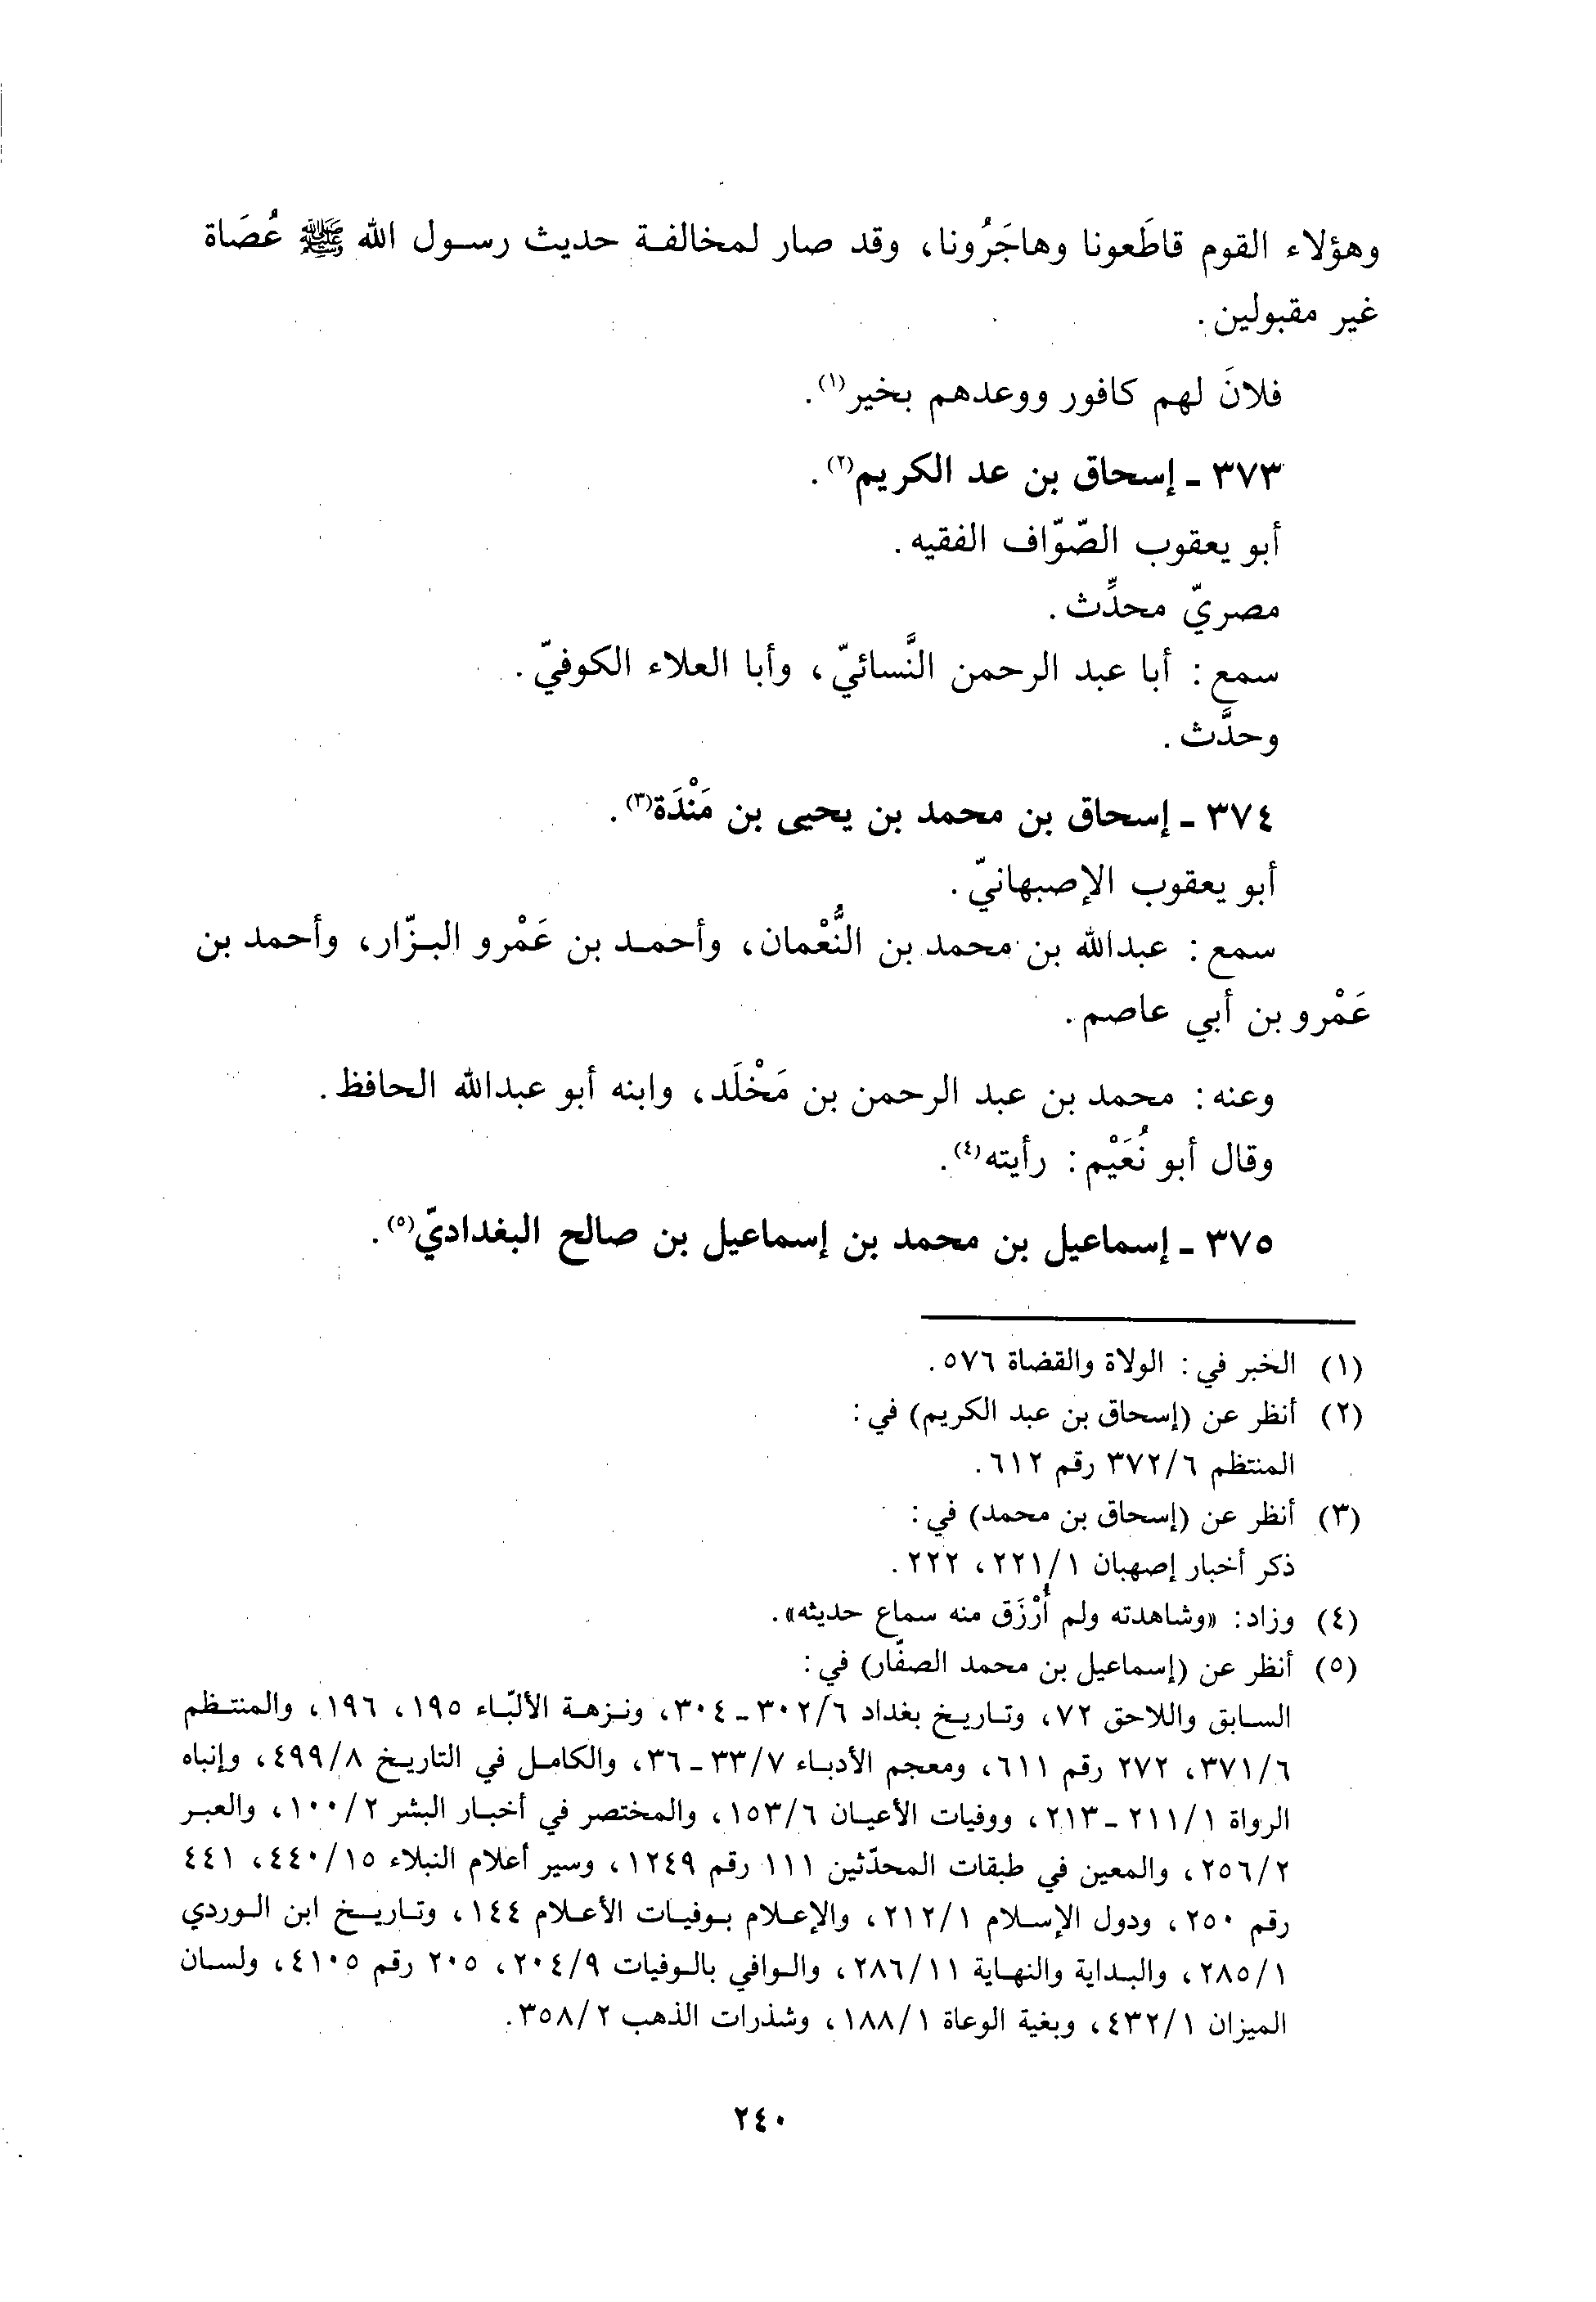 وهؤلاء القوم قاطَعونا وهاجَرُونا، وقد صار لمخالفة حديث رسول الله ﷺ عُصَاة
غير مقبولين.
فلانَ لهم كافور ووعدهم بخير(١).
٣٧٣ - إسحاق بن عد الكريم(٢).
أبو يعقوب الصّوّاف الفقيه.
مصريّ محدِّث.
سمع: أبا عبد الرحمن النَّسائيّ، وأبا العلاء الكوفيّ.
وحدَّث.
٣٧٤ - إسحاق بن محمد بن يحيى بن مَنْدَة(٣).
أبو يعقوب الإصبهانيّ.
سمع: عبدالله بن محمد بن النُّعْمان، وأحمد بن عَمْرو البزّار، وأحمد بن
عَمْرو بن أبي عاصم.
وعنه: محمد بن عبد الرحمن بن مَخْلَد، وابنه أبو عبدالله الحافظ.
وقال أبو نُعَيْم: رأيته(٤).
٣٧٥ - إسماعيل بن محمد بن إسماعيل بن صالح البغداديّ(٥).
(١) الخبر في: الولاة والقضاة ٥٧٦.
(٢) أنظر عن (إسحاق بن عبد الكريم) في:
المنتظم ٣٧٢/٦ رقم ٦١٢.
(٣) أنظر عن (إسحاق بن محمد) في:
ذكر أخبار إصهبان ٢٢١/١، ٢٢٢.
(٤) وزاد: «وشاهدته ولم أُرْزَق منه سماع حديثه».
(٥) أنظر عن (إسماعيل بن محمد الصفّار) في:
السابق واللاحق ٧٢، وتاريخ بغداد ٣٠٢/٦ - ٣٠٤، ونزهة الألبّاء ١٩٥، ١٩٦، والمنتظم
٣٧١/٦، ٢٧٢ رقم ٦١١، ومعجم الأدباء ٣٣/٧ - ٣٦، والكامل في التاريخ ٤٩٩/٨، وإنباه
الرواة ٢١١/١ - ٢١٣، ووفيات الأعيان ١٥٣/٦، والمختصر في أخبار البشر ١٠٠/٢، والعبر
٢٥٦/٢، والمعين في طبقات المحدّثين ١١١ رقم ١٢٤٩، وسير أعلام النبلاء ٤٤٠/١٥، ٤٤١
رقم ٢٥٠، ودول الإسلام ٢١٢/١، والإعلام بوفيات الأعلام ١٤٤، وتاريخ ابن الوردي
٢٨٥/١، والبداية والنهاية ٢٨٦/١١، والوافي بالوفيات ٢٠٤/٩، ٢٠٥ رقم ٤١٠٥، ولسان
الميزان ٤٣٢/١، وبغية الوعاة ١٨٨/١، وشذرات الذهب ٣٥٨/٢.
٢٤٠